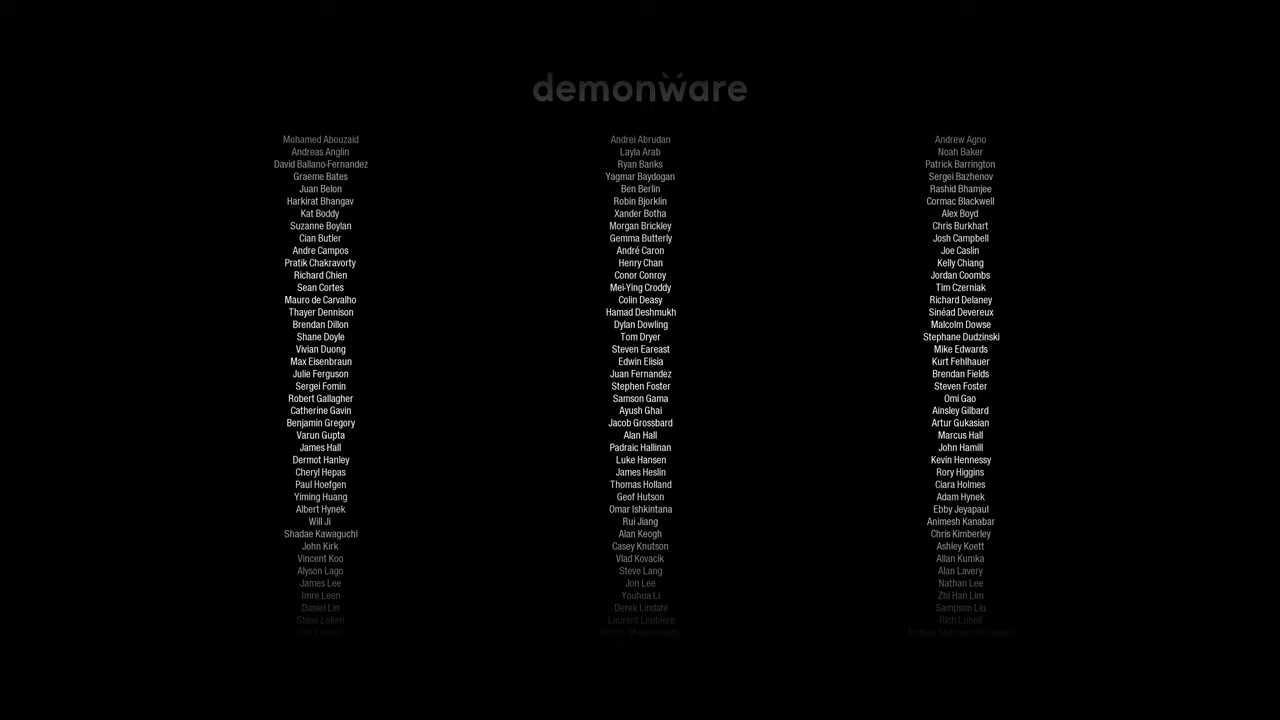 demonẅare
Mohamed Abouzaid Andrei Abrudan Andrew Agno
Andreas Anglin Layla Arab Noah Baker
David Ballano-Fernandez Ryan Banks Patrick Barrington
Graeme Bates Yagmar Baydogan Sergei Bazhenov
Juan Belon Ben Berlin Rashid Bhamjee
Harkirat Bhangav Robin Bjorklin Cormac Blackwell
Kat Boddy Xander Botha Alex Boyd
Suzanne Boylan Morgan Brickley Chris Burkhart
Cian Butler Gemma Butterly Josh Campbell
Andre Campos André Caron Joe Caslin
Pratik Chakravorty Henry Chan Kelly Chiang
Richard Chien Conor Conroy Jordan Coombs
Sean Cortes Mei-Ying Croddy Tim Czerniak
Mauro de Carvalho Colin Deasy Richard Delaney
Thayer Dennison Hamad Deshmukh Sinéad Devereux
Brendan Dillon Dylan Dowling Malcolm Dowse
Shane Doyle Tom Dryer Stephane Dudzinski
Vivian Duong Steven Eareast Mike Edwards
Max Eisenbraun Edwin Elisia Kurt Fehlhauer
Julie Ferguson Juan Fernandez Brendan Fields
Sergei Fomin Stephen Foster Steven Foster
Robert Gallagher Samson Gama Omi Gao
Catherine Gavin Ayush Ghai Ainsley Gilbard
Benjamin Gregory Jacob Grossbard Artur Gukasian
Varun Gupta Alan Hall Marcus Hall
James Hall Padraic Hallinan John Hamill
Dermot Hanley Luke Hansen Kevin Hennessy
Cheryl Hepas James Heslin Rory Higgins
Paul Hoefgen Thomas Holland Ciara Holmes
Yiming Huang Geof Hutson Adam Hynek
Albert Hynek Omar Ishkintana Ebby Jeyapaul
Will Ji Rui Jiang Animesh Kanabar
Shadae Kawaguchi Alan Keogh Chris Kimberley
John Kirk Casey Knutson Ashley Koett
Vincent Koo Vlad Kovacik Allan Kumka
Alyson Lago Steve Lang Alan Lavery
James Lee Jon Lee Nathan Lee
Imre Leen Youhua Li Zhi Han Lim
Daniel Lin Derek Lindahl Sampson Liu
Steve Loken Laurent Loubiere Rich Lubell